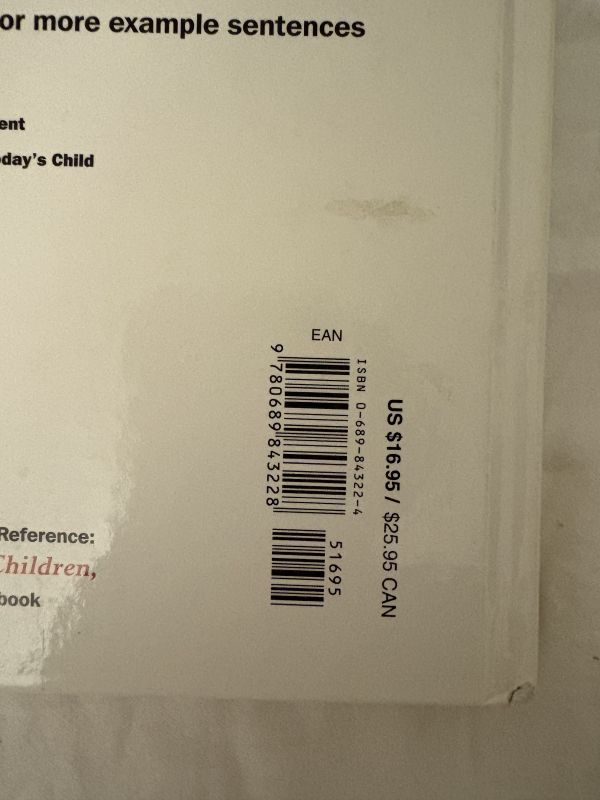 or more example sentences
ent
day's Child
EAN
ISBN 0-689-84322-4
9 780689 843228
51695
US $16.95 / $25.95 CAN
Reference:
Children,
book